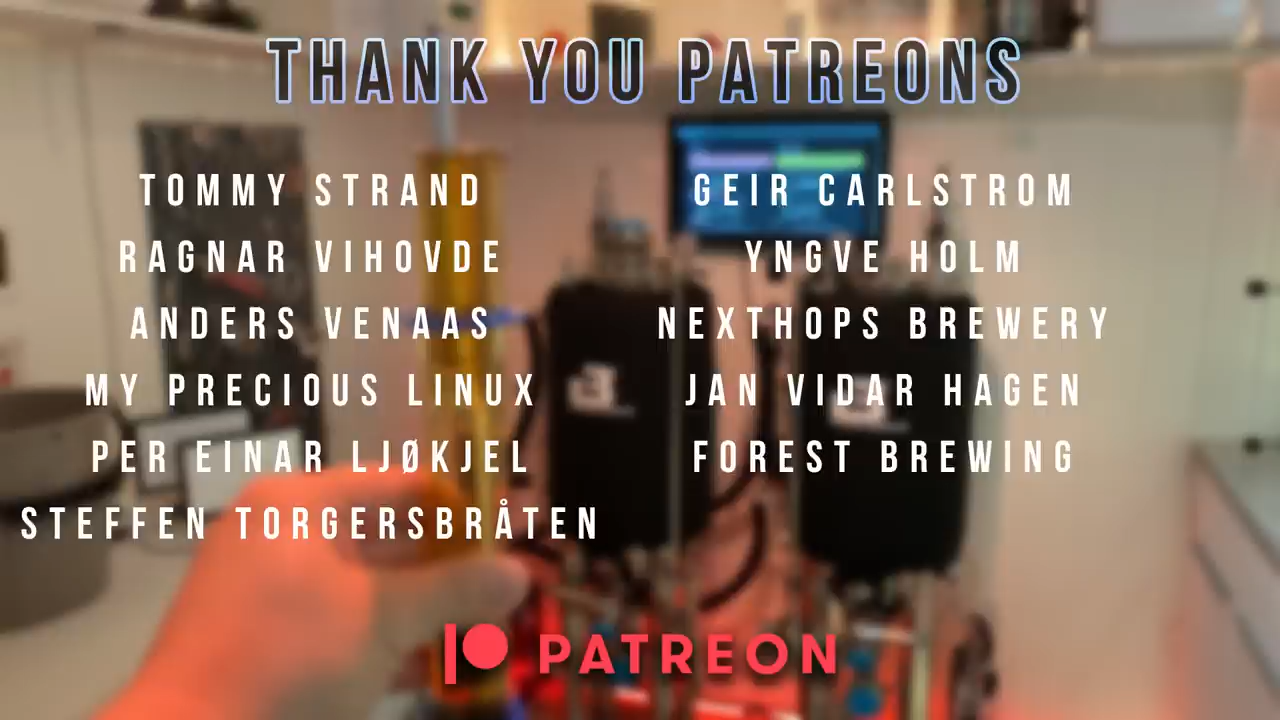 THANK YOU PATREONS
TOMMY STRAND
RAGNAR VIHOVDE
ANDERS VENAAS
MY PRECIOUS LINUX
PER EINAR LJØKJEL
STEFFEN TORGERSBRÅTEN
GEIR CARLSTROM
YNGVE HOLM
NEXTHOPS BREWERY
JAN VIDAR HAGEN
FOREST BREWING
PATREON